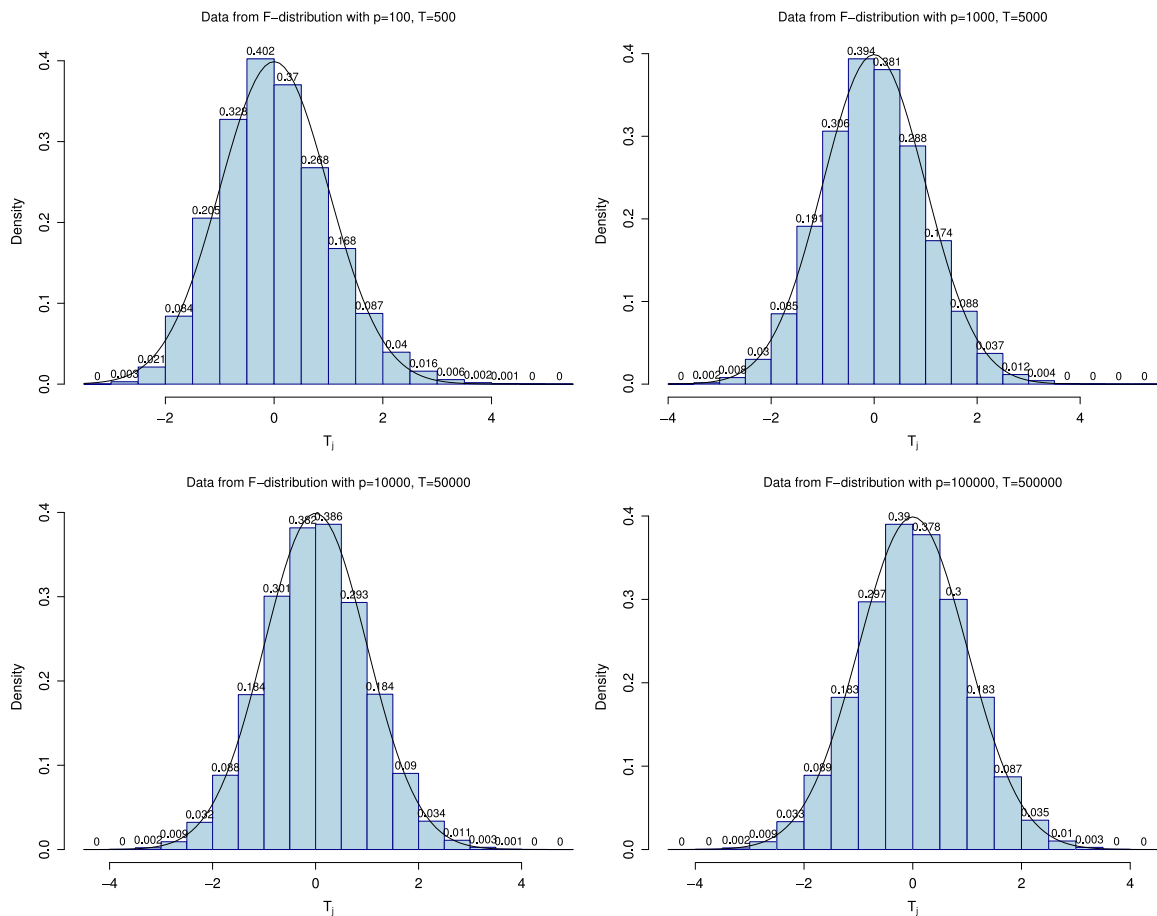 Data from F−distribution with p=100, T=500
Density
0.0 0.1 0.2 0.3 0.4
0 0.003 0.021 0.084 0.205 0.328 0.402 0.37 0.268 0.168 0.087 0.04 0.016 0.006 0.002 0.001 0 0
−2 0 2 4
T_j
Data from F−distribution with p=1000, T=5000
Density
0.0 0.1 0.2 0.3 0.4
0 0.002 0.008 0.03 0.085 0.191 0.306 0.394 0.381 0.288 0.174 0.088 0.037 0.012 0.004 0 0 0 0
−4 −2 0 2 4
T_j
Data from F−distribution with p=10000, T=50000
Density
0.0 0.1 0.2 0.3 0.4
0 0 0.002 0.009 0.032 0.088 0.184 0.301 0.382 0.386 0.293 0.184 0.09 0.034 0.011 0.003 0.001 0 0
−4 −2 0 2 4
T_j
Data from F−distribution with p=100000, T=500000
Density
0.0 0.1 0.2 0.3 0.4
0 0 0.002 0.009 0.033 0.089 0.183 0.297 0.39 0.378 0.3 0.183 0.087 0.035 0.01 0.003 0 0
−4 −2 0 2 4
T_j